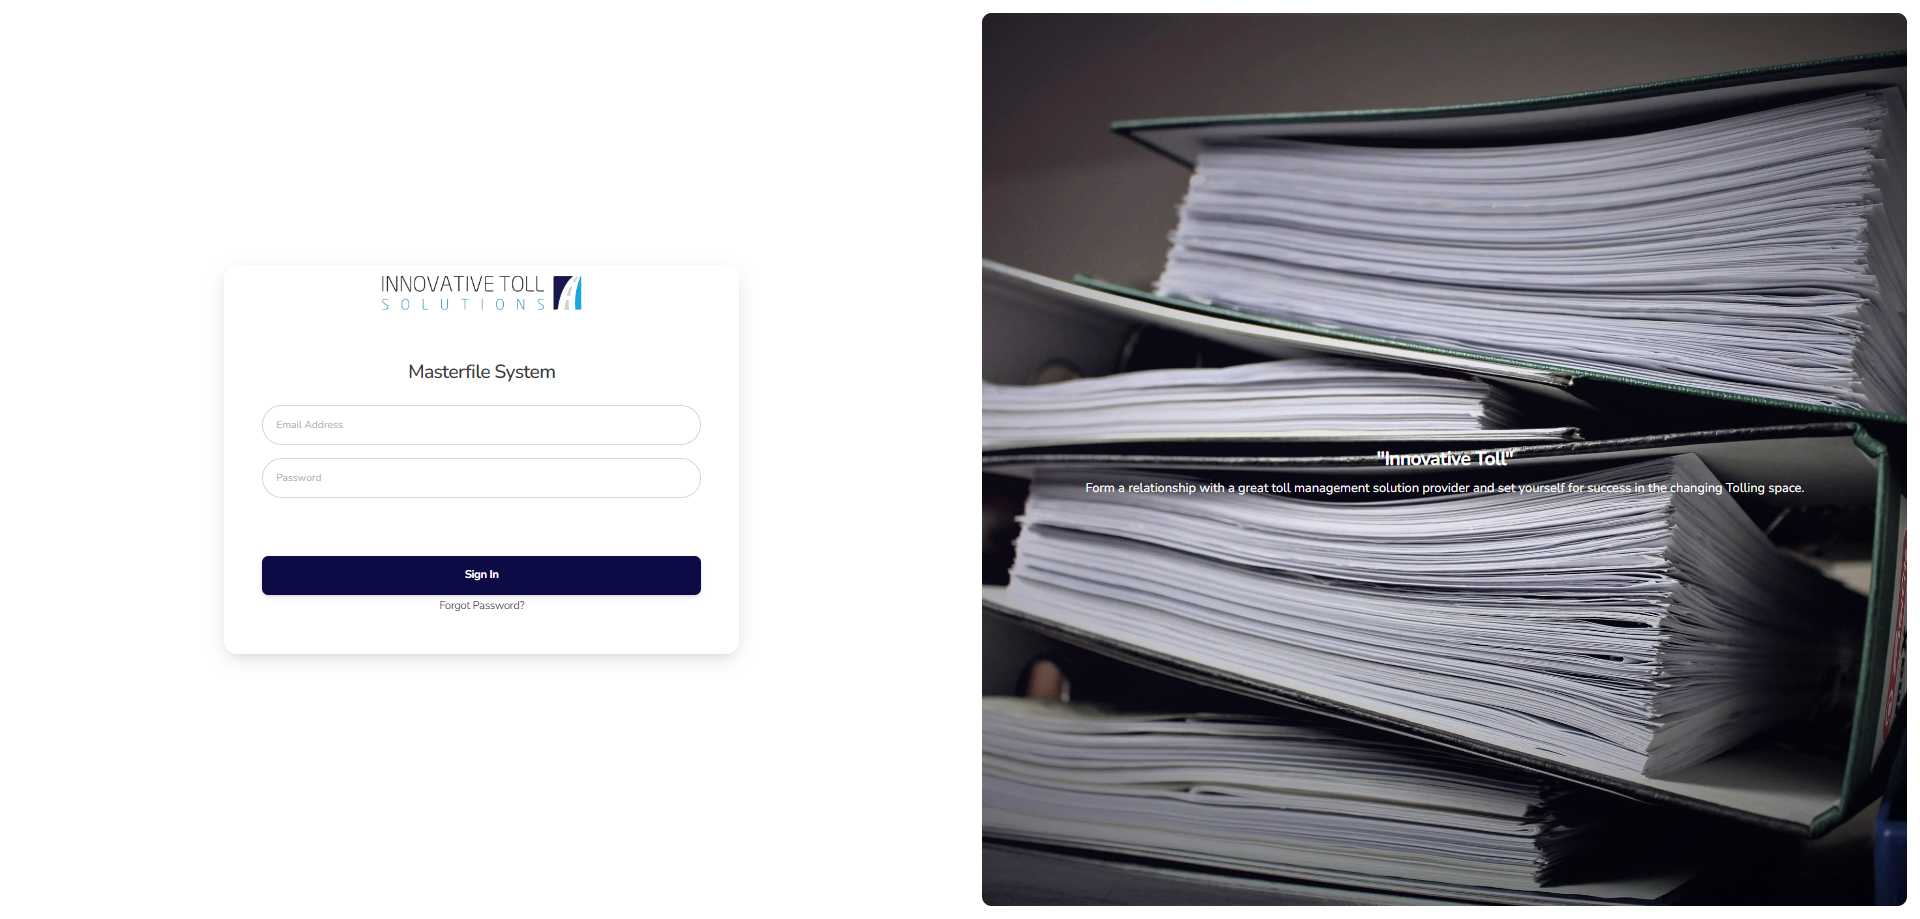 INNOVATIVE TOLL
SOLUTIONS
Masterfile System
Email Address
Password
Sign In
Forgot Password?
"Innovative Toll"
Form a relationship with a great toll management solution provider and set yourself for success in the changing Tolling space.